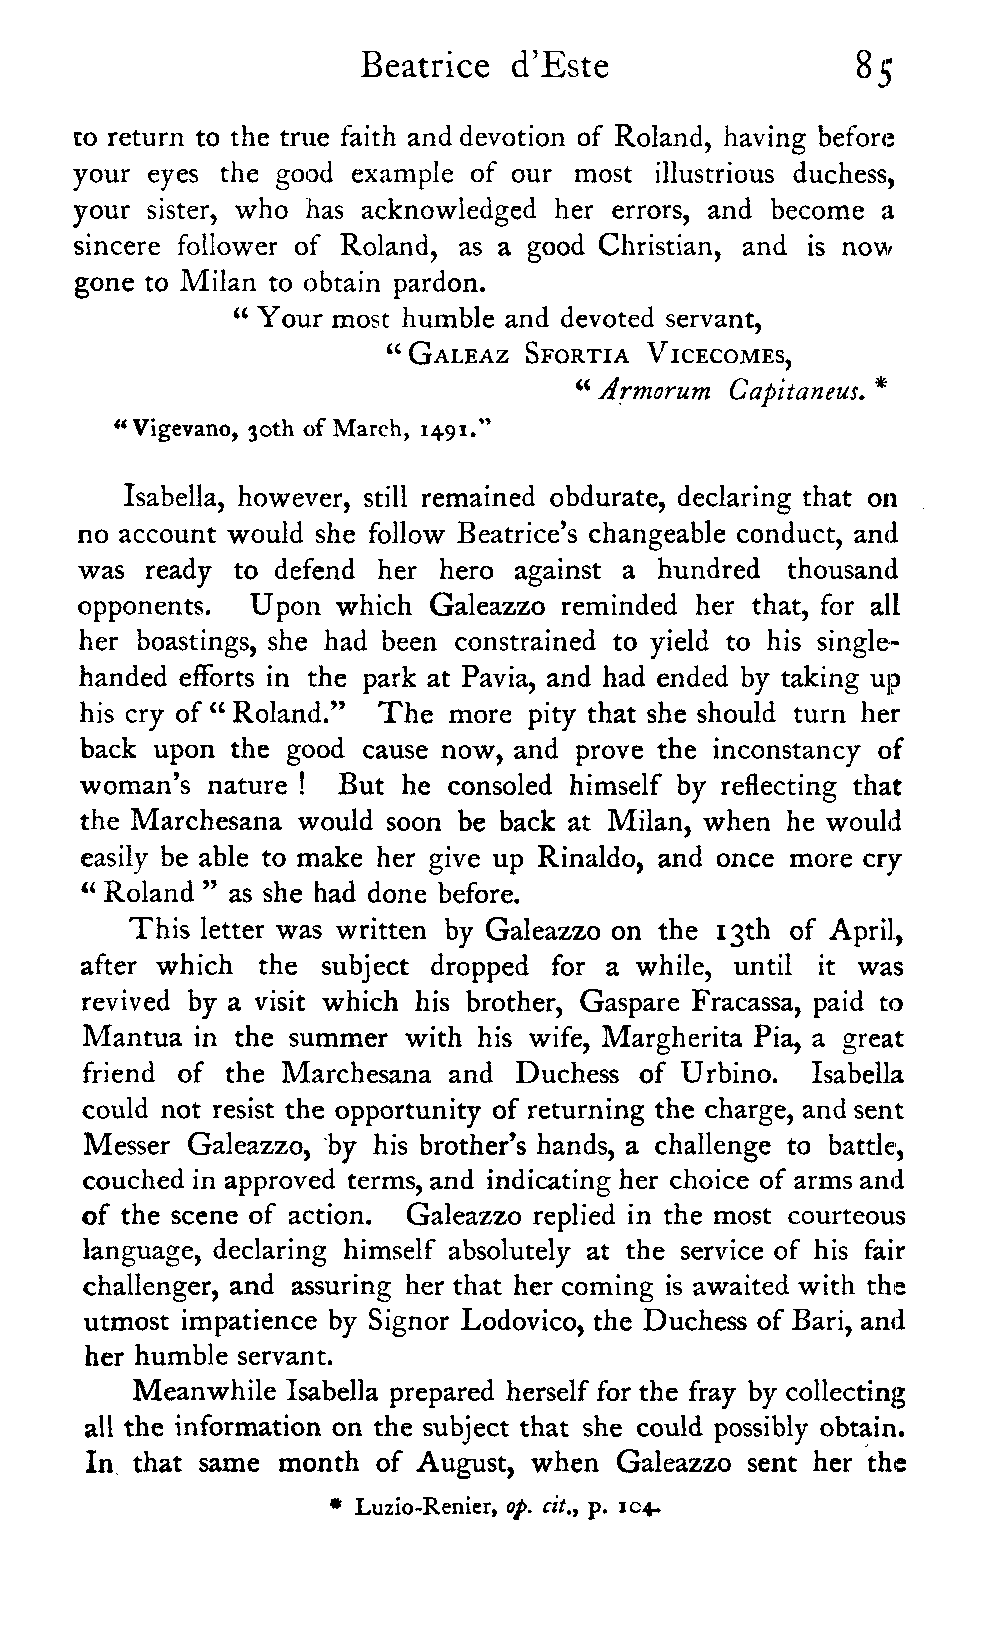 Beatrice d'Este 85
to return to the true faith and devotion of Roland, having before
your eyes the good example of our most illustrious duchess,
your sister, who has acknowledged her errors, and become a
sincere follower of Roland, as a good Christian, and is now
gone to Milan to obtain pardon.
"Your most humble and devoted servant,
"GALEAZ SFORTIA VICECOMES,
"Armorum Capitaneus.*
"Vigevano, 30th of March, 1491."
Isabella, however, still remained obdurate, declaring that on
no account would she follow Beatrice's changeable conduct, and
was ready to defend her hero against a hundred thousand
opponents. Upon which Galeazzo reminded her that, for all
her boastings, she had been constrained to yield to his single-
handed efforts in the park at Pavia, and had ended by taking up
his cry of "Roland." The more pity that she should turn her
back upon the good cause now, and prove the inconstancy of
woman's nature! But he consoled himself by reflecting that
the Marchesana would soon be back at Milan, when he would
easily be able to make her give up Rinaldo, and once more cry
"Roland" as she had done before.
This letter was written by Galeazzo on the 13th of April,
after which the subject dropped for a while, until it was
revived by a visit which his brother, Gaspare Fracassa, paid to
Mantua in the summer with his wife, Margherita Pia, a great
friend of the Marchesana and Duchess of Urbino. Isabella
could not resist the opportunity of returning the charge, and sent
Messer Galeazzo, by his brother's hands, a challenge to battle,
couched in approved terms, and indicating her choice of arms and
of the scene of action. Galeazzo replied in the most courteous
language, declaring himself absolutely at the service of his fair
challenger, and assuring her that her coming is awaited with the
utmost impatience by Signor Lodovico, the Duchess of Bari, and
her humble servant.
Meanwhile Isabella prepared herself for the fray by collecting
all the information on the subject that she could possibly obtain.
In that same month of August, when Galeazzo sent her the
* Luzio-Renier, op. cit., p. 104.